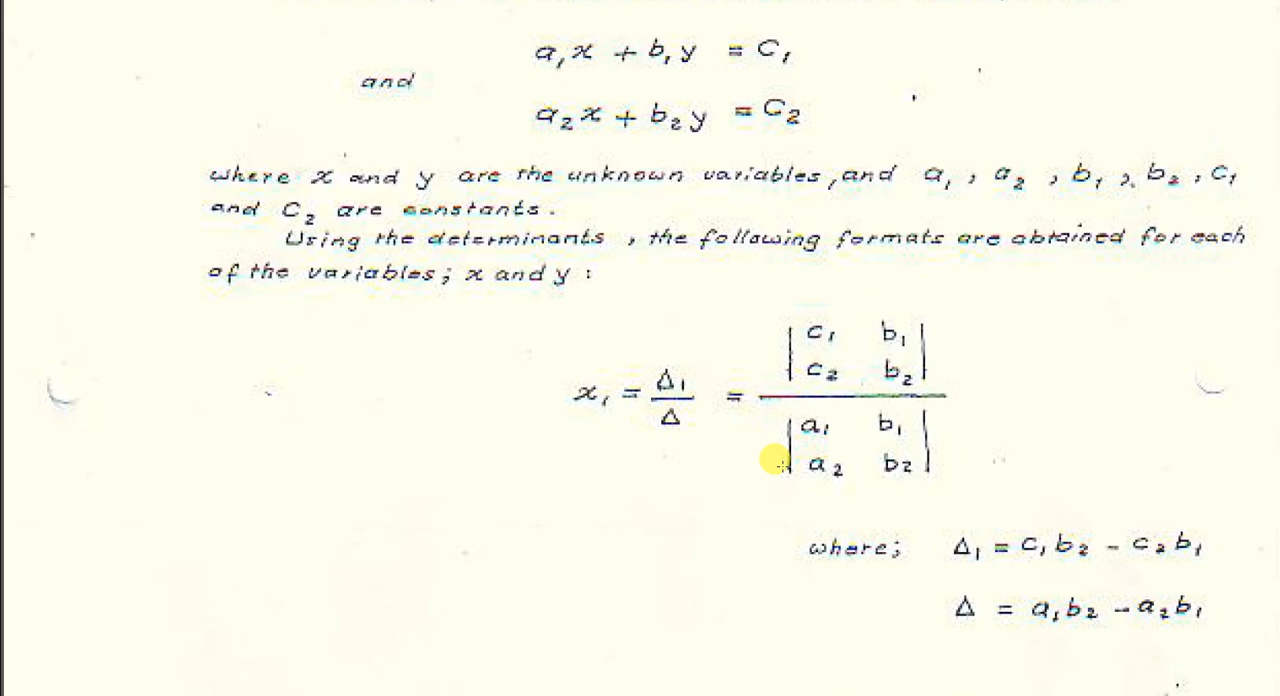 a₁x + b₁y = C₁
and
a₂x + b₂y = C₂
where x and y are the unknown variables, and a₁, a₂, b₁, b₂, C₁
and C₂ are constants.
Using the determinants, the following formats are obtained for each
of the variables; x and y :
x₁ = Δ₁/Δ = |c₁ b₁|
|c₂ b₂|
|a₁ b₁|
|a₂ b₂|
where; Δ₁ = c₁b₂ - c₂b₁
Δ = a₁b₂ - a₂b₁